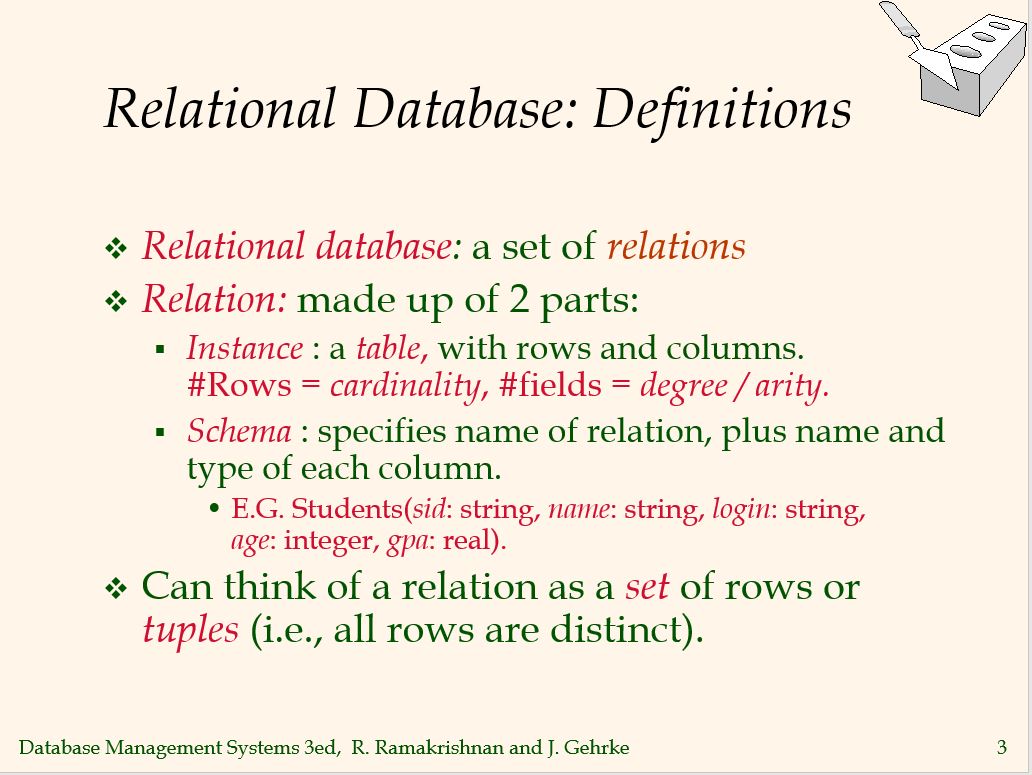 Relational Database: Definitions
❖ Relational database: a set of relations
❖ Relation: made up of 2 parts:
▪ Instance : a table, with rows and columns.
#Rows = cardinality, #fields = degree / arity.
▪ Schema : specifies name of relation, plus name and
type of each column.
• E.G. Students(sid: string, name: string, login: string,
age: integer, gpa: real).
❖ Can think of a relation as a set of rows or
tuples (i.e., all rows are distinct).
Database Management Systems 3ed, R. Ramakrishnan and J. Gehrke 3